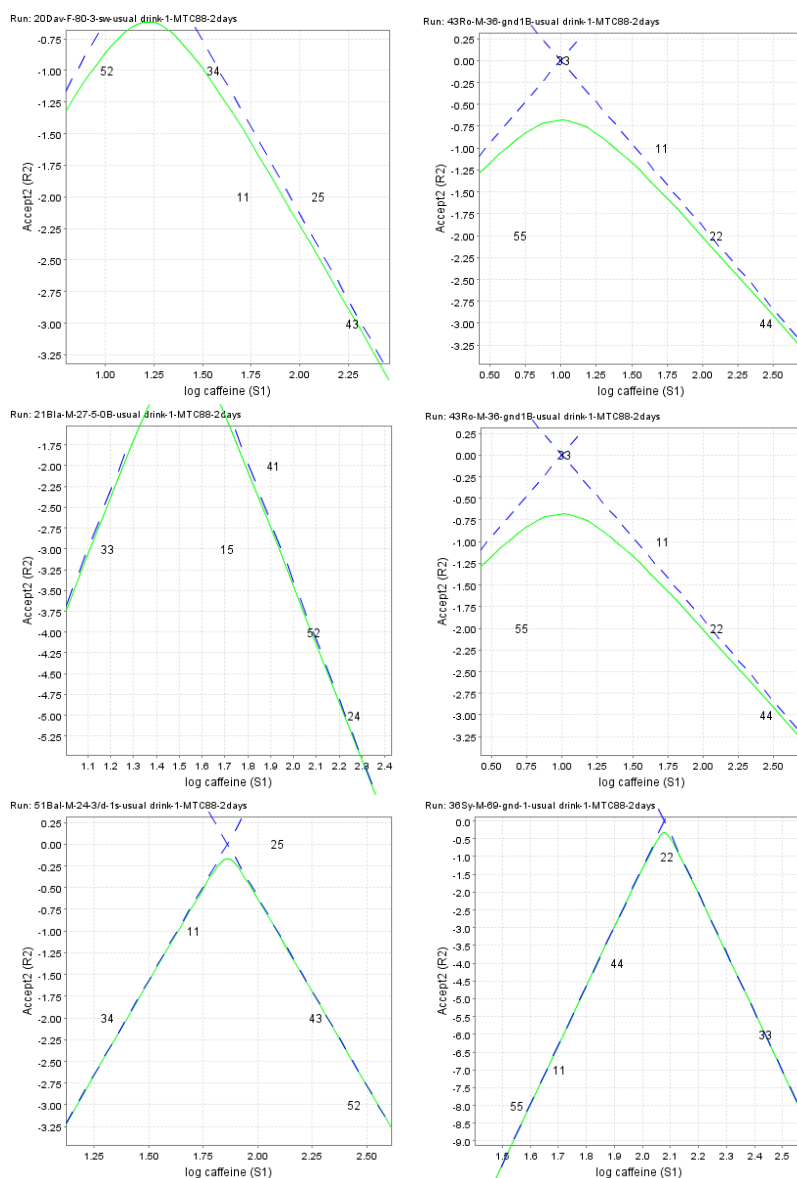 Run: 20Dav-F-80-3-sw-usual drink-1-MTC88-2days
-0.75
-1.00 52 34
-1.25
-1.50
-1.75
-2.00 11 25
-2.25
-2.50
-2.75
-3.00 43
-3.25
Accept2 (R2)
1.00 1.25 1.50 1.75 2.00 2.25
log caffeine (S1)
Run: 43Ro-M-36-gnd1B-usual drink-1-MTC88-2days
0.25
0.00 33
-0.25
-0.50
-0.75
-1.00 11
-1.25
-1.50
-1.75
-2.00 55 22
-2.25
-2.50
-2.75
-3.00 44
-3.25
Accept2 (R2)
0.50 0.75 1.00 1.25 1.50 1.75 2.00 2.25 2.50
log caffeine (S1)
Run: 21Bla-M-27-5-0B-usual drink-1-MTC88-2days
-1.75
-2.00 41
-2.25
-2.50
-2.75
-3.00 33 15
-3.25
-3.50
-3.75
-4.00 52
-4.25
-4.50
-4.75
-5.00 24
-5.25
Accept2 (R2)
1.1 1.2 1.3 1.4 1.5 1.6 1.7 1.8 1.9 2.0 2.1 2.2 2.3 2.4
log caffeine (S1)
Run: 43Ro-M-36-gnd1B-usual drink-1-MTC88-2days
0.25
0.00 33
-0.25
-0.50
-0.75
-1.00 11
-1.25
-1.50
-1.75
-2.00 55 22
-2.25
-2.50
-2.75
-3.00 44
-3.25
Accept2 (R2)
0.50 0.75 1.00 1.25 1.50 1.75 2.00 2.25 2.50
log caffeine (S1)
Run: 51Bal-M-24-3/d-1s-usual drink-1-MTC88-2days
0.25
0.00 25
-0.25
-0.50
-0.75
-1.00 11
-1.25
-1.50
-1.75
-2.00 34 43
-2.25
-2.50
-2.75
-3.00 52
-3.25
Accept2 (R2)
1.25 1.50 1.75 2.00 2.25 2.50
log caffeine (S1)
Run: 36Sy-M-69-gnd-1-usual drink-1-MTC88-2days
0.0
-0.5
-1.0 22
-1.5
-2.0
-2.5
-3.0
-3.5
-4.0 44
-4.5
-5.0
-5.5
-6.0 33
-6.5
-7.0 11
-7.5
-8.0 55
-8.5
-9.0
Accept2 (R2)
1.5 1.6 1.7 1.8 1.9 2.0 2.1 2.2 2.3 2.4 2.5
log caffeine (S1)